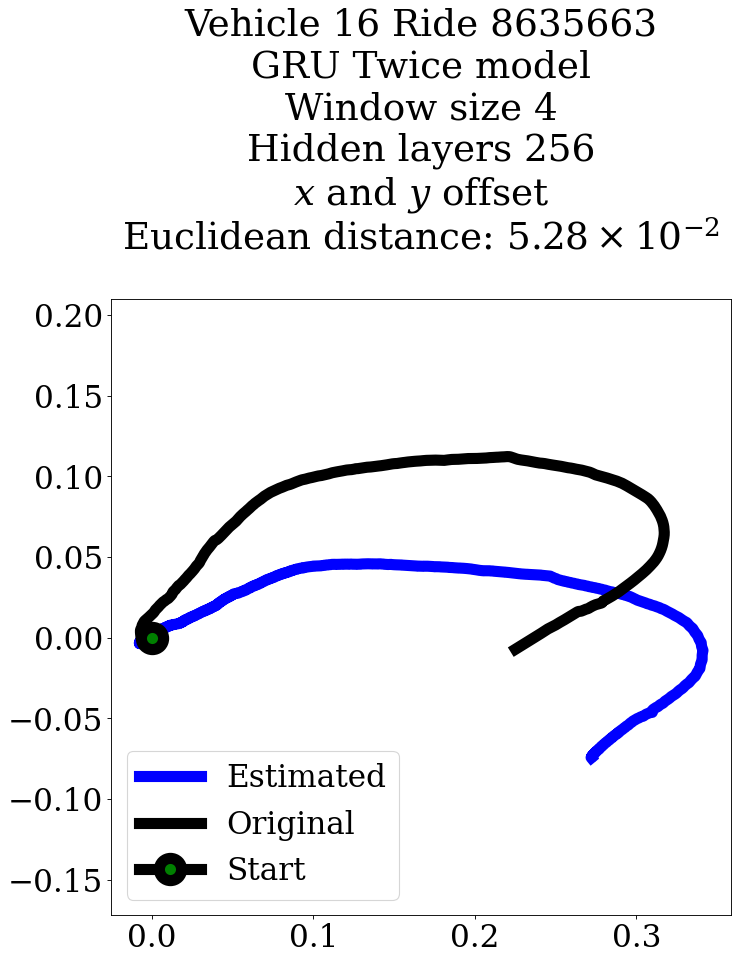 Vehicle 16 Ride 8635663
GRU Twice model
Window size 4
Hidden layers 256
x and y offset
Euclidean distance: 5.28 × 10⁻²
0.20
0.15
0.10
0.05
0.00
−0.05
−0.10
−0.15
Estimated
Original
Start
0.0 0.1 0.2 0.3